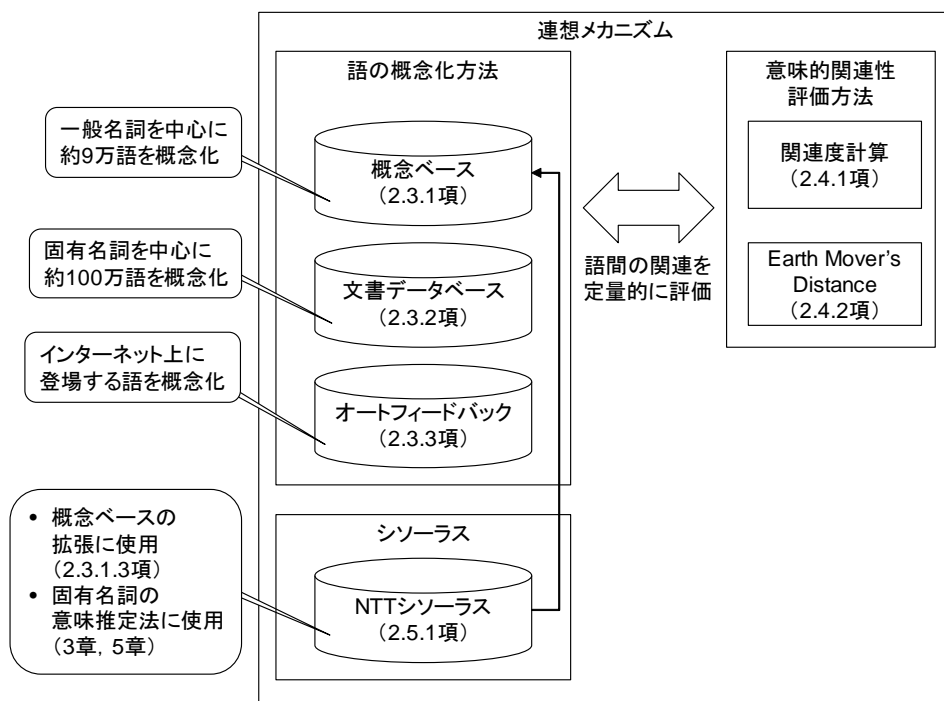 連想メカニズム
語の概念化方法
一般名詞を中心に
約9万語を概念化
概念ベース
（2.3.1項）
固有名詞を中心に
約100万語を概念化
文書データベース
（2.3.2項）
インターネット上に
登場する語を概念化
オートフィードバック
（2.3.3項）
語間の関連を
定量的に評価
意味的関連性
評価方法
関連度計算
（2.4.1項）
Earth Mover's
Distance
（2.4.2項）
シソーラス
NTTシソーラス
（2.5.1項）
• 概念ベースの
拡張に使用
（2.3.1.3項）
• 固有名詞の
意味推定法に使用
（3章，5章）